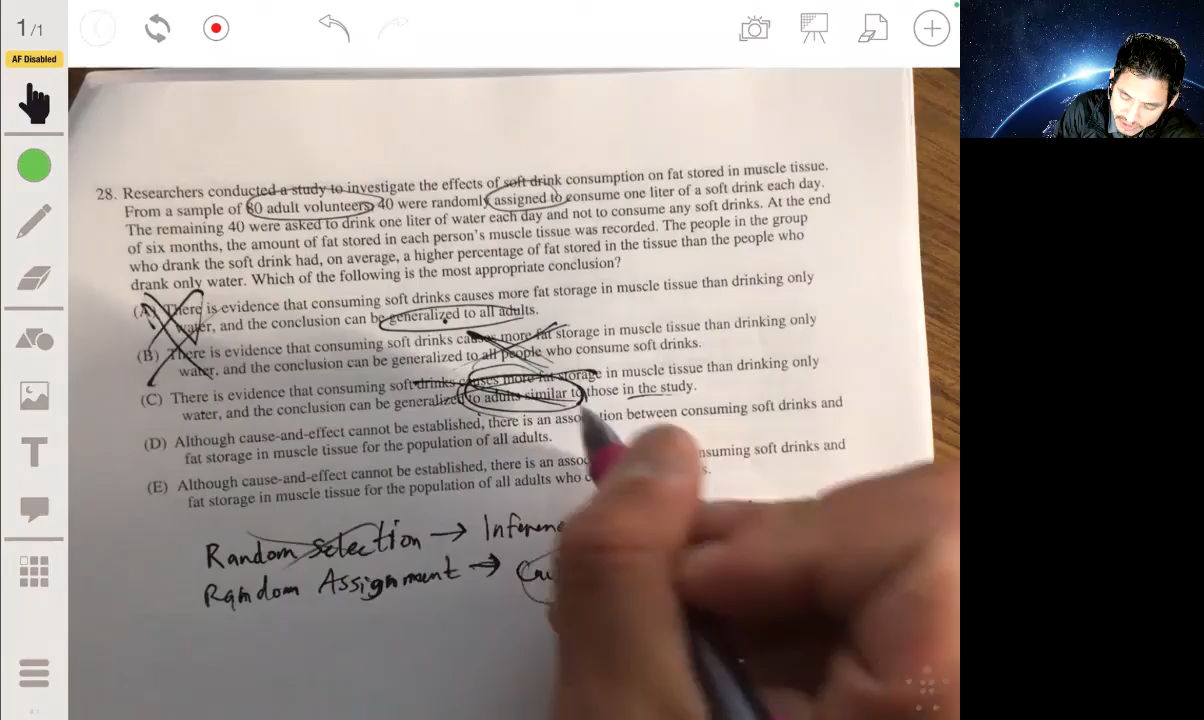 1/1
AF Disabled
28. Researchers conducted a study to investigate the effects of soft drink consumption on fat stored in muscle tissue.
From a sample of 80 adult volunteers, 40 were randomly assigned to consume one liter of a soft drink each day.
The remaining 40 were asked to drink one liter of water each day and not to consume any soft drinks. At the end
of six months, the amount of fat stored in each person's muscle tissue was recorded. The people in the group
who drank the soft drink had, on average, a higher percentage of fat stored in the tissue than the people who
drank only water. Which of the following is the most appropriate conclusion?
(A) There is evidence that consuming soft drinks causes more fat storage in muscle tissue than drinking only
water, and the conclusion can be generalized to all adults.
(B) There is evidence that consuming soft drinks causes more fat storage in muscle tissue than drinking only
water, and the conclusion can be generalized to all people who consume soft drinks.
(C) There is evidence that consuming soft drinks causes more fat storage in muscle tissue than drinking only
water, and the conclusion can be generalized to adults similar to those in the study.
(D) Although cause-and-effect cannot be established, there is an association between consuming soft drinks and
fat storage in muscle tissue for the population of all adults.
(E) Although cause-and-effect cannot be established, there is an nsuming soft drinks and
fat storage in muscle tissue for the population of all adults who
Random Selection → 
Random Assignment →
T